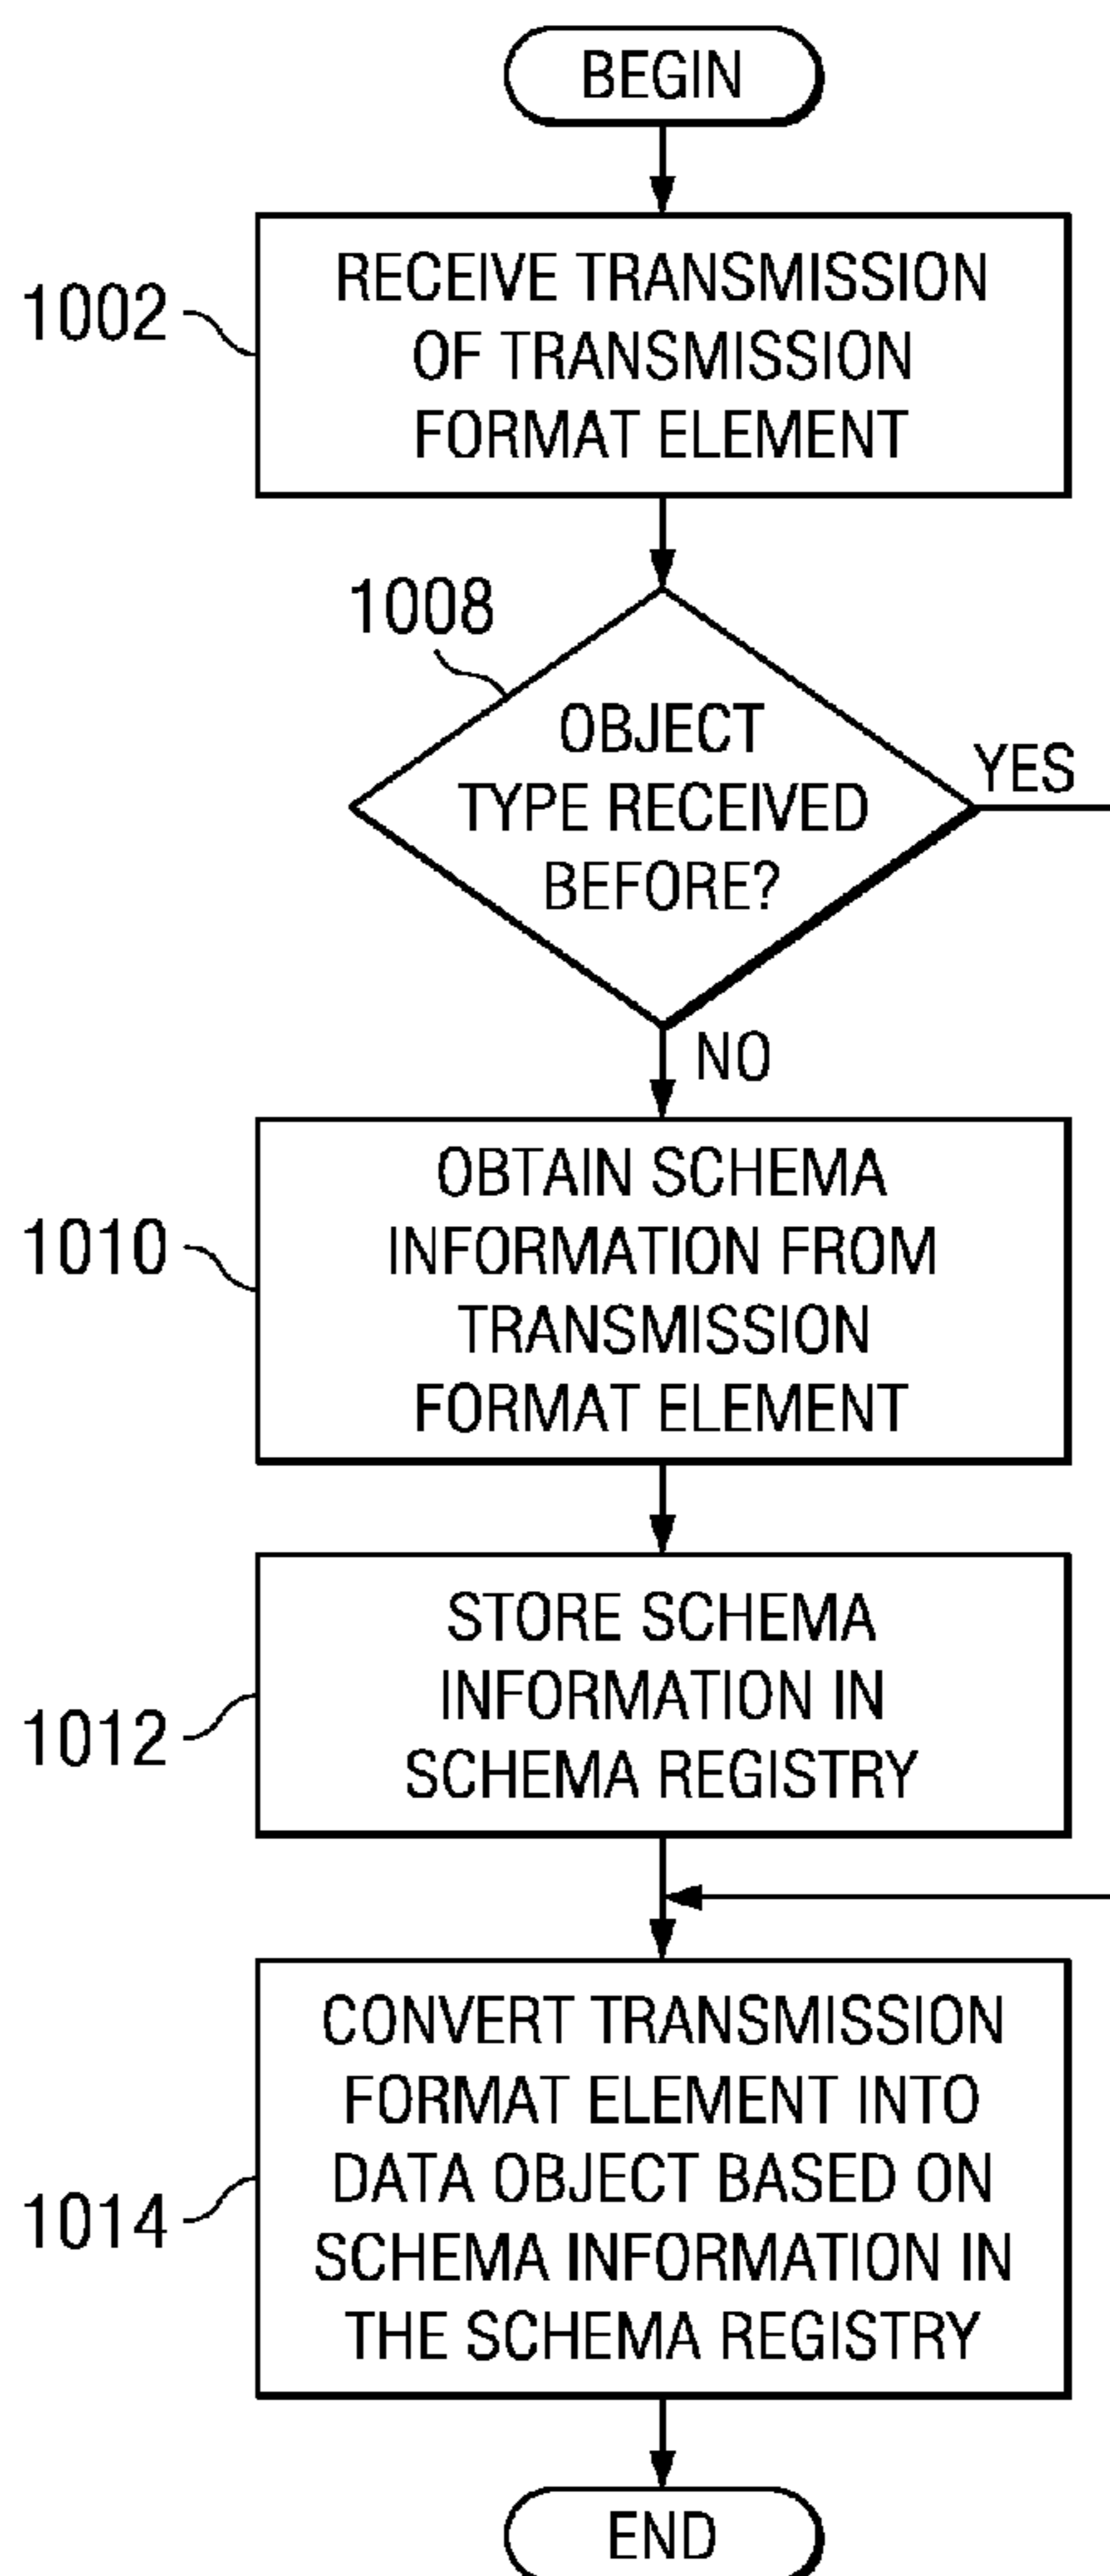 BEGIN
1002
RECEIVE TRANSMISSION
OF TRANSMISSION
FORMAT ELEMENT
1008
OBJECT
TYPE RECEIVED
BEFORE?
YES
NO
1010
OBTAIN SCHEMA
INFORMATION FROM
TRANSMISSION
FORMAT ELEMENT
1012
STORE SCHEMA
INFORMATION IN
SCHEMA REGISTRY
1014
CONVERT TRANSMISSION
FORMAT ELEMENT INTO
DATA OBJECT BASED ON
SCHEMA INFORMATION IN
THE SCHEMA REGISTRY
END